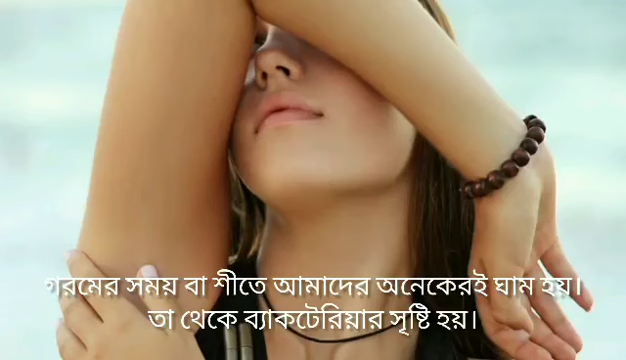 গরমের সময় বা শীতে আমাদের অনেকেরই ঘাম হয়।
তা থেকে ব্যাকটেরিয়ার সৃষ্টি হয়।